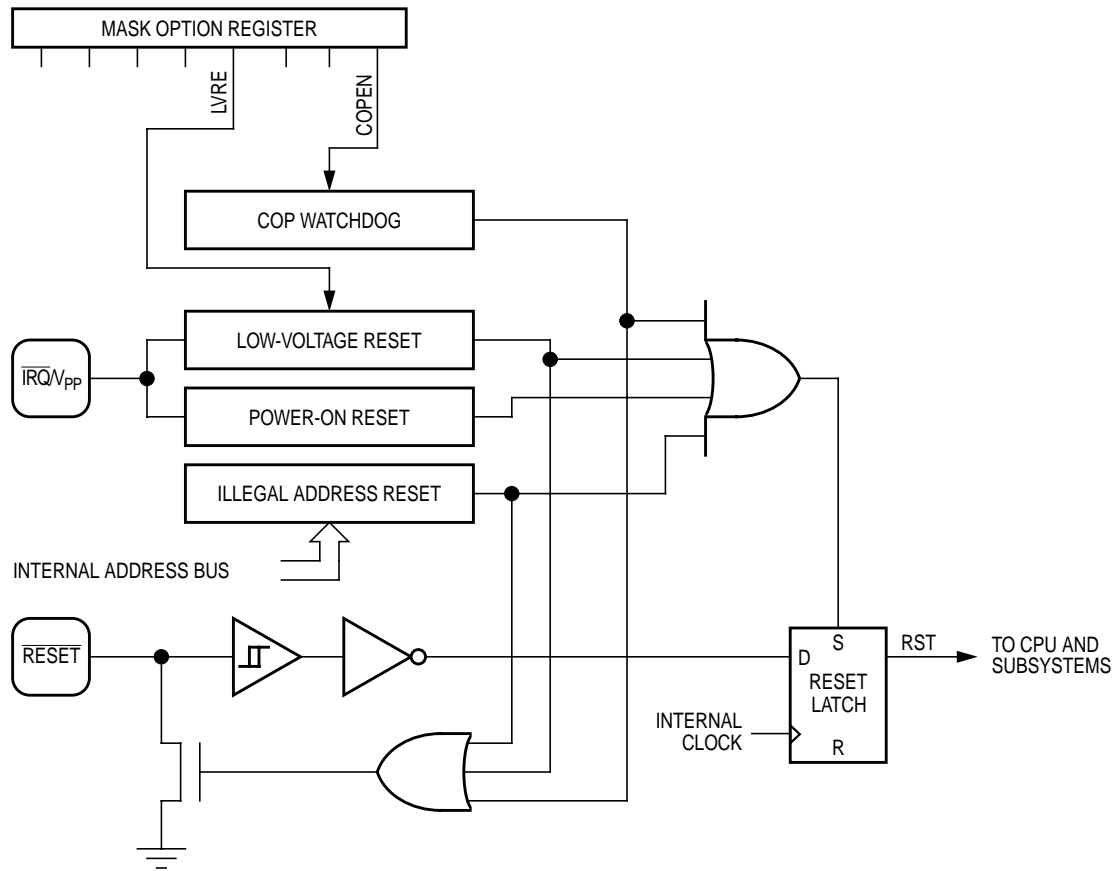 MASK OPTION REGISTER
LVRE
COPEN
COP WATCHDOG
LOW-VOLTAGE RESET
IRQ/VPP
POWER-ON RESET
ILLEGAL ADDRESS RESET
INTERNAL ADDRESS BUS
RESET
D
S
RST
TO CPU AND
SUBSYSTEMS
RESET
LATCH
INTERNAL
CLOCK
R